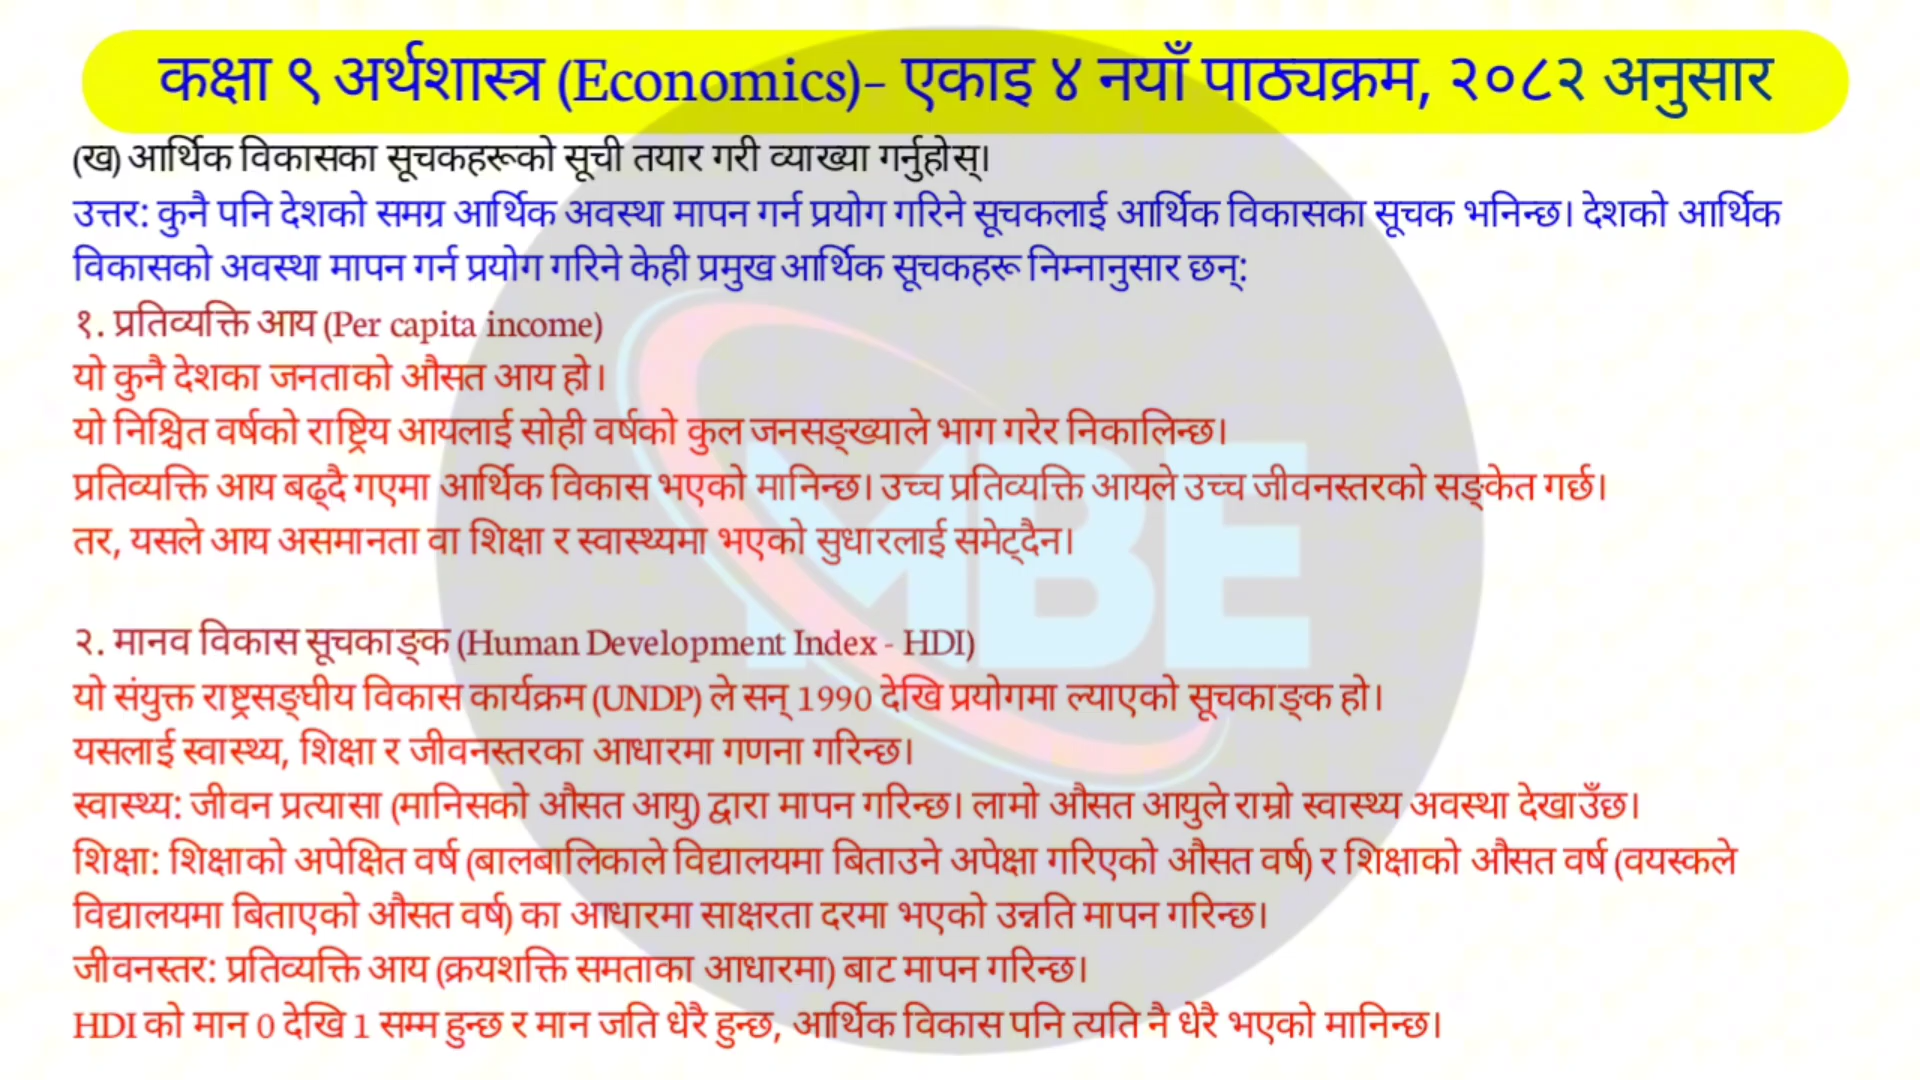 कक्षा ९ अर्थशास्त्र (Economics)- एकाइ ४ नयाँ पाठ्यक्रम, २०८२ अनुसार
(ख) आर्थिक विकासका सूचकहरूको सूची तयार गरी व्याख्या गर्नुहोस्।
उत्तर: कुनै पनि देशको समग्र आर्थिक अवस्था मापन गर्न प्रयोग गरिने सूचकलाई आर्थिक विकासका सूचक भनिन्छ। देशको आर्थिक
विकासको अवस्था मापन गर्न प्रयोग गरिने केही प्रमुख आर्थिक सूचकहरू निम्नानुसार छन्:
१. प्रतिव्यक्ति आय (Per capita income)
यो कुनै देशका जनताको औसत आय हो।
यो निश्चित वर्षको राष्ट्रिय आयलाई सोही वर्षको कुल जनसङ्ख्याले भाग गरेर निकालिन्छ।
प्रतिव्यक्ति आय बढ्दै गएमा आर्थिक विकास भएको मानिन्छ। उच्च प्रतिव्यक्ति आयले उच्च जीवनस्तरको सङ्केत गर्छ।
तर, यसले आय असमानता वा शिक्षा र स्वास्थ्यमा भएको सुधारलाई समेट्दैन।
MBE
२. मानव विकास सूचकाङ्क (Human Development Index - HDI)
यो संयुक्त राष्ट्रसङ्घीय विकास कार्यक्रम (UNDP) ले सन् 1990 देखि प्रयोगमा ल्याएको सूचकाङ्क हो।
यसलाई स्वास्थ्य, शिक्षा र जीवनस्तरका आधारमा गणना गरिन्छ।
स्वास्थ्य: जीवन प्रत्यासा (मानिसको औसत आयु) द्वारा मापन गरिन्छ। लामो औसत आयुले राम्रो स्वास्थ्य अवस्था देखाउँछ।
शिक्षा: शिक्षाको अपेक्षित वर्ष (बालबालिकाले विद्यालयमा बिताउने अपेक्षा गरिएको औसत वर्ष) र शिक्षाको औसत वर्ष (वयस्कले
विद्यालयमा बिताएको औसत वर्ष) का आधारमा साक्षरता दरमा भएको उन्नति मापन गरिन्छ।
जीवनस्तर: प्रतिव्यक्ति आय (क्रयशक्ति समताका आधारमा) बाट मापन गरिन्छ।
HDI को मान 0 देखि 1 सम्म हुन्छ र मान जति धेरै हुन्छ, आर्थिक विकास पनि त्यति नै धेरै भएको मानिन्छ।